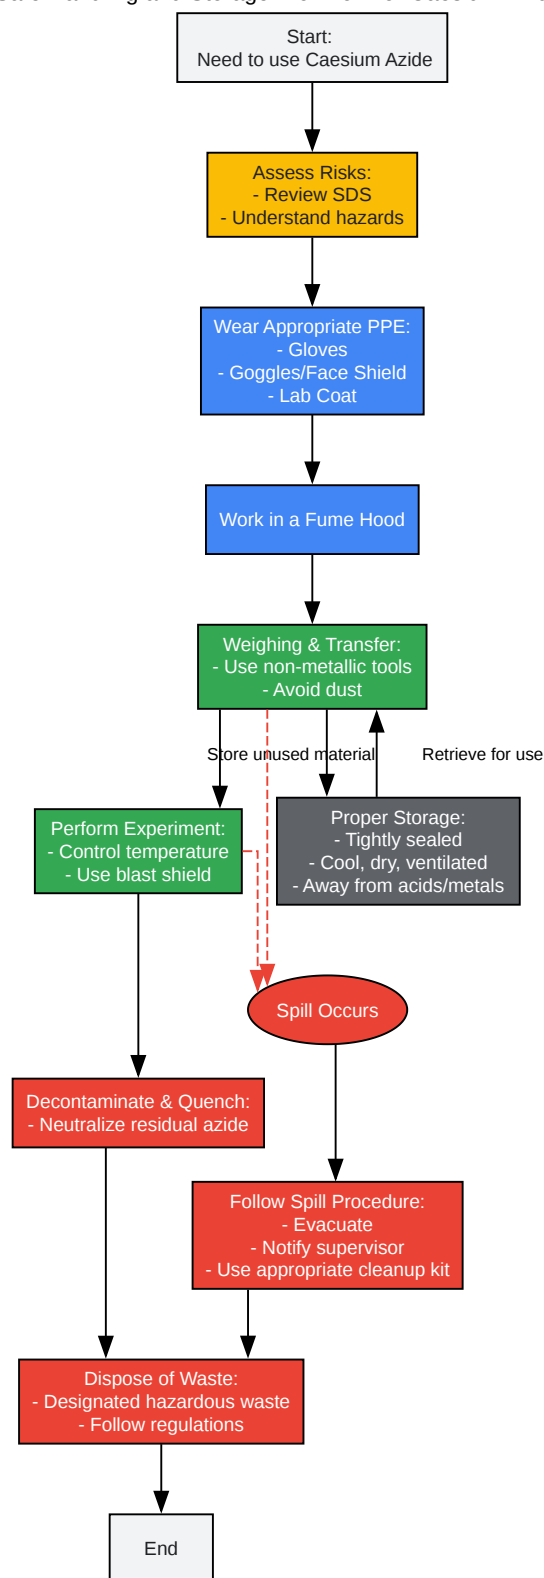 Start:
Need to use Caesium Azide
Assess Risks:
- Review SDS
- Understand hazards
Wear Appropriate PPE:
- Gloves
- Goggles/Face Shield
- Lab Coat
Work in a Fume Hood
Weighing & Transfer:
- Use non-metallic tools
- Avoid dust
Store unused material
Retrieve for use
Perform Experiment:
- Control temperature
- Use blast shield
Proper Storage:
- Tightly sealed
- Cool, dry, ventilated
- Away from acids/metals
Spill Occurs
Decontaminate & Quench:
- Neutralize residual azide
Follow Spill Procedure:
- Evacuate
- Notify supervisor
- Use appropriate cleanup kit
Dispose of Waste:
- Designated hazardous waste
- Follow regulations
End